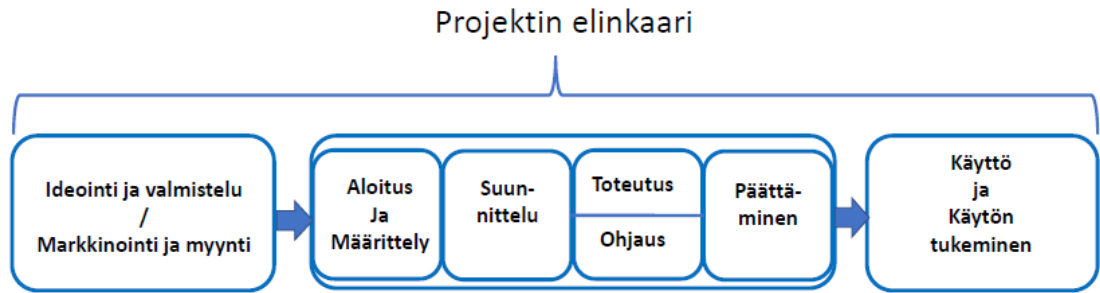 Projektin elinkaari
Ideointi ja valmistelu
/
Markkinointi ja myynti
Aloitus
Ja
Määrittely
Suun-
nittelu
Toteutus
Ohjaus
Päättä-
minen
Käyttö
ja
Käytön
tukeminen